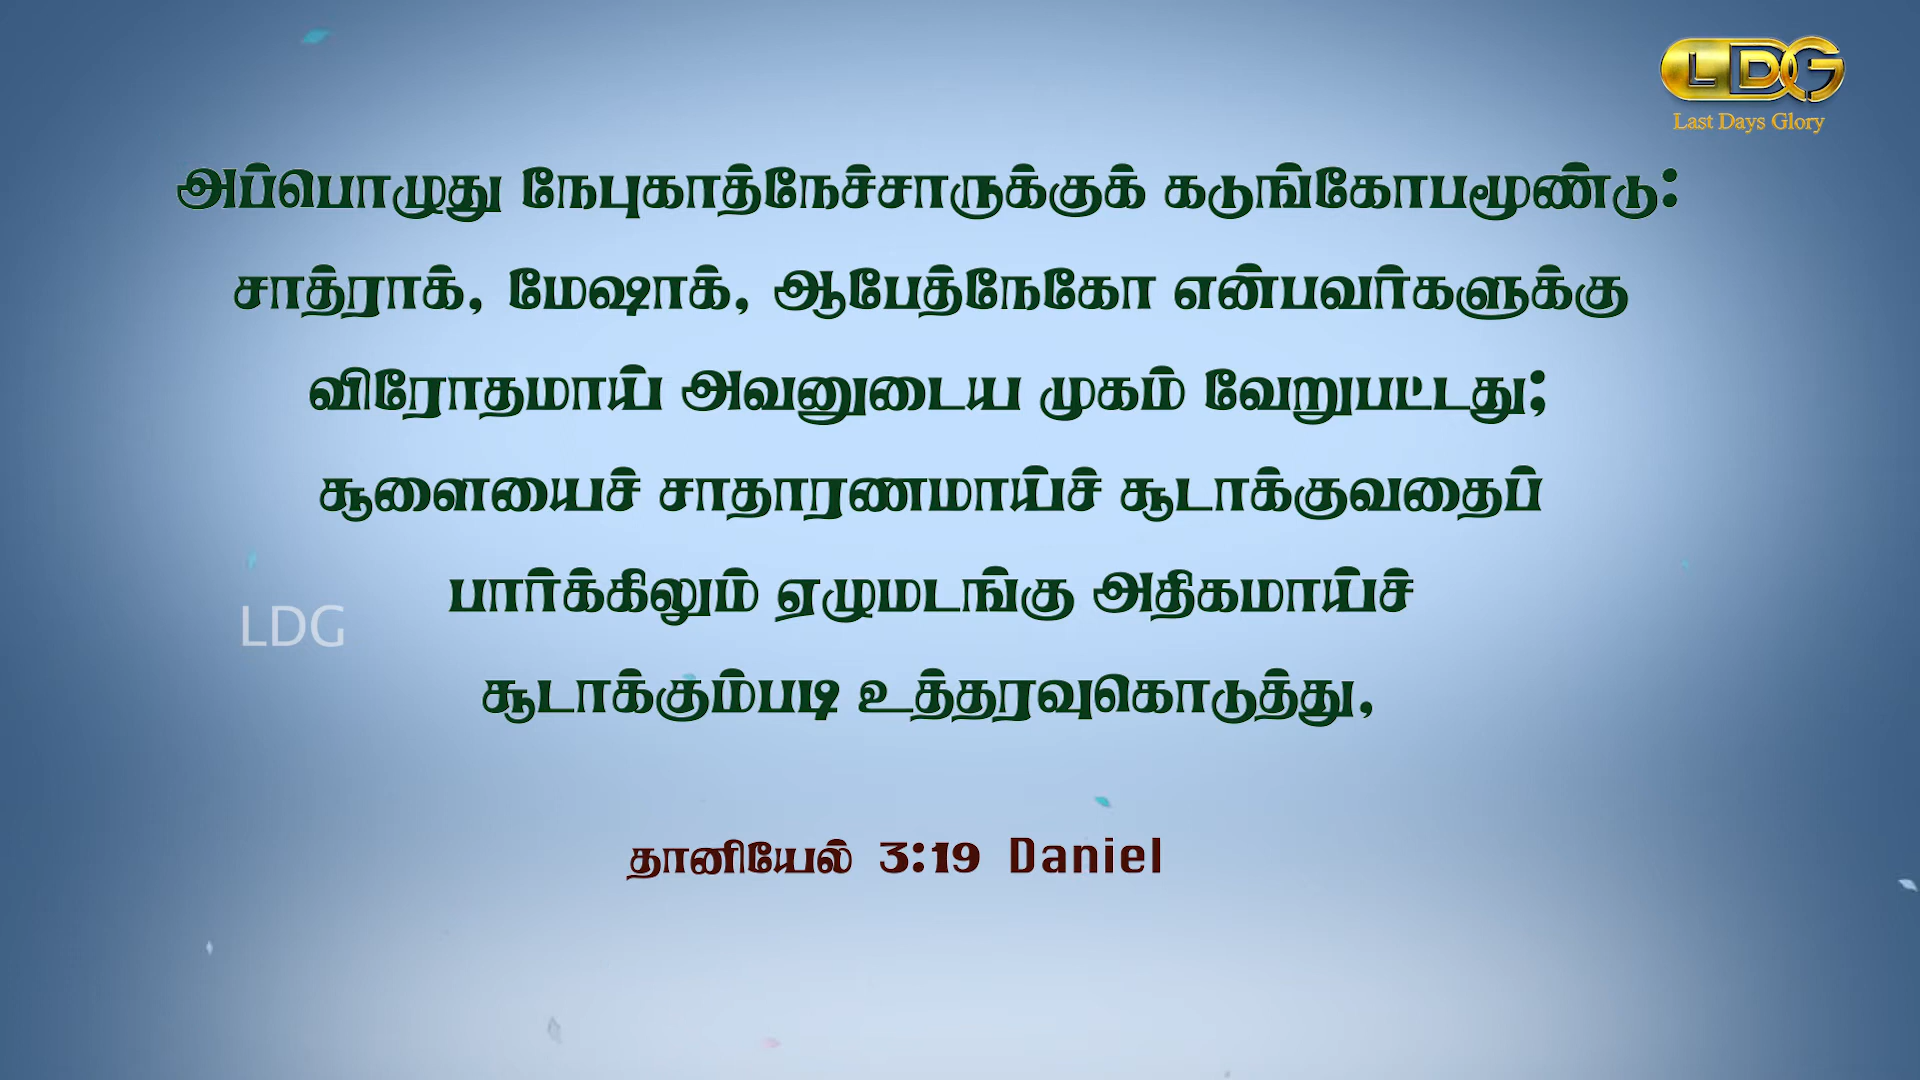 LDG
Last Days Glory
அப்பொழுது நேபுகாத்நேச்சாருக்குக் கடுங்கோபமூண்டு:
சாத்ராக், மேஷாக், ஆபேத்நேகோ என்பவர்களுக்கு
விரோதமாய் அவனுடைய முகம் வேறுபட்டது;
சூளையைச் சாதாரணமாய்ச் சூடாக்குவதைப்
பார்க்கிலும் ஏழுமடங்கு அதிகமாய்ச்
LDG
சூடாக்கும்படி உத்தரவுகொடுத்து,
தானியேல் 3:19 Daniel